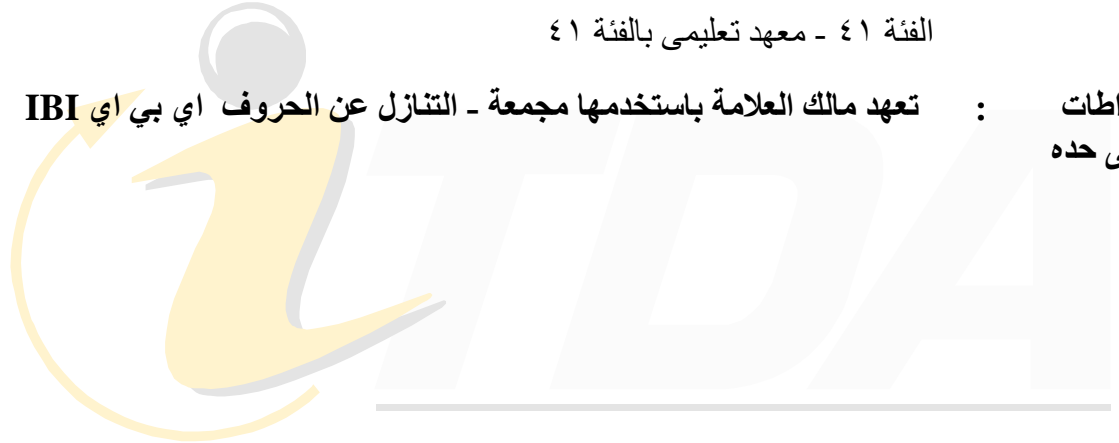 الفئة ٤١ - معهد تعليمى بالفئة ٤١
: تعهد مالك العلامة باستخدمها مجمعة - التنازل عن الحروف اي بي اي IBI
حده
iTDA